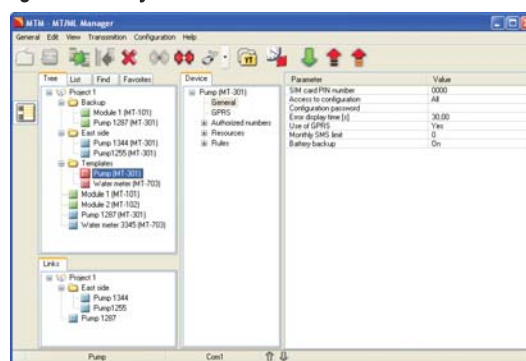 MTM - MT/ML Manager
General Edit View Transmition Configuration Help
Tree List Find Favorites
Project 1
Backup
Module 1 (MT-101)
Pump 1287 (MT-301)
East side
Pump 1344 (MT-301)
Pump1255 (MT-301)
Templates
Pump (MT-301)
Water meter (MT-703)
Module 1 (MT-101)
Module 2 (MT-102)
Pump 1287 (MT-301)
Water meter 3345 (MT-703)
Links
Project 1
East side
Pump 1344
Pump1255
Pump 1287
Device
Pump (MT-301)
General
GPRS
Authorized numbers
Resources
Rules
Parameter Value
SIM card PIN number 0000
Access to configuration All
Configuration password
Error display time [s] 30,00
Use of GPRS Yes
Monthly SMS limit 0
Battery backup On
Pump Com1